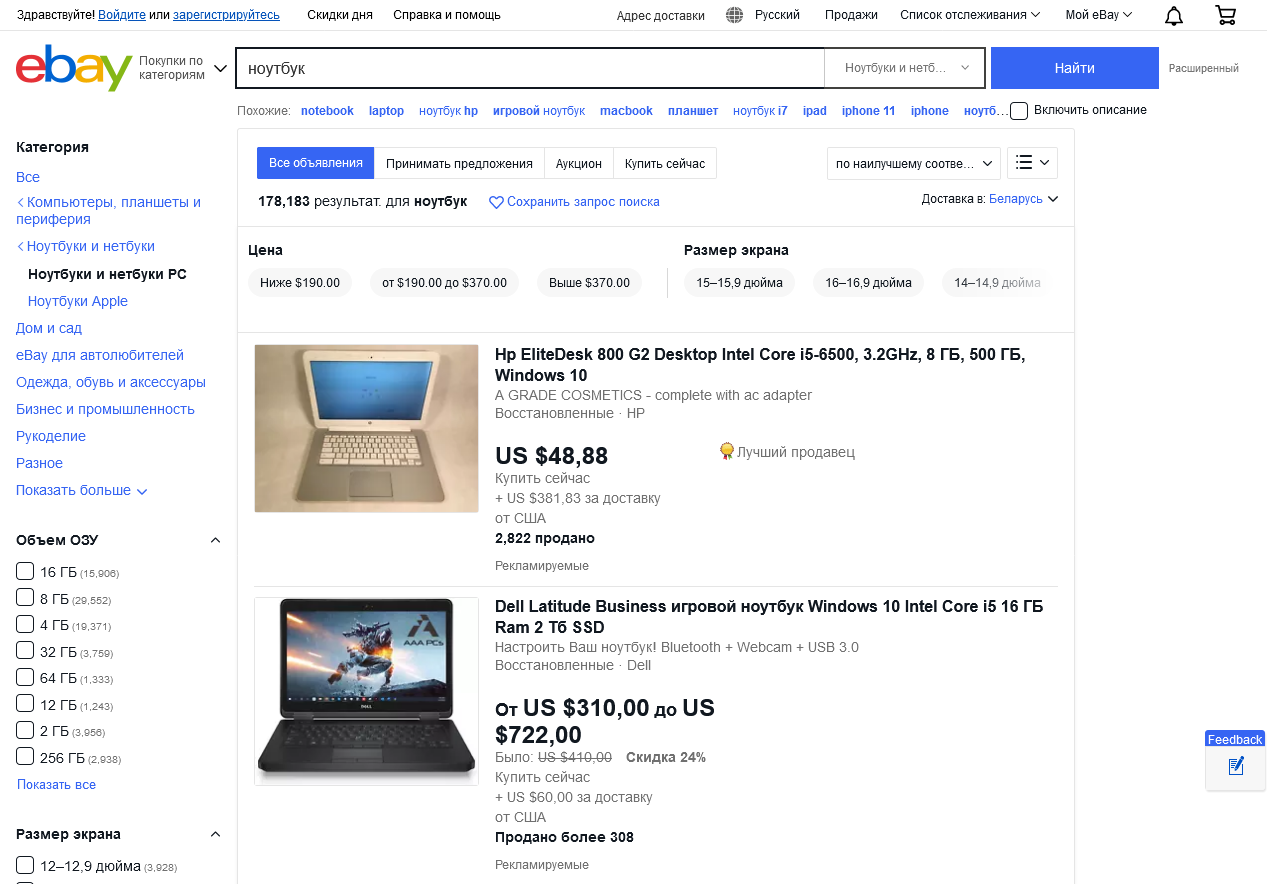 Здравствуйте! Войдите или зарегистрируйтесь Скидки дня Справка и помощь Адрес доставки Русский Продажи Список отслеживания Мой eBay
ebay Покупки по категориям ноутбук Ноутбуки и нетб... Найти Расширенный
Похожие: notebook laptop ноутбук hp игровой ноутбук macbook планшет ноутбук i7 ipad iphone 11 iphone ноутб... Включить описание
Категория
Все
Компьютеры, планшеты и
периферия
Ноутбуки и нетбуки
Ноутбуки и нетбуки PC
Ноутбуки Apple
Дом и сад
eBay для автолюбителей
Одежда, обувь и аксессуары
Бизнес и промышленность
Рукоделие
Разное
Показать больше
Объем ОЗУ
16 ГБ (15,906)
8 ГБ (29,552)
4 ГБ (19,371)
32 ГБ (3,759)
64 ГБ (1,333)
12 ГБ (1,243)
2 ГБ (3,956)
256 ГБ (2,938)
Показать все
Размер экрана
12–12,9 дюйма (3,928)
Все объявления Принимать предложения Аукцион Купить сейчас по наилучшему соотве...
178,183 результат. для ноутбук Сохранить запрос поиска Доставка в: Беларусь
Цена Размер экрана
Ниже $190.00 от $190.00 до $370.00 Выше $370.00 15–15,9 дюйма 16–16,9 дюйма 14–14,9 дюйма
Hp EliteDesk 800 G2 Desktop Intel Core i5-6500, 3.2GHz, 8 ГБ, 500 ГБ,
Windows 10
A GRADE COSMETICS - complete with ac adapter
Восстановленные · HP
US $48,88 Лучший продавец
Купить сейчас
+ US $381,83 за доставку
от США
2,822 продано
Рекламируемые
AAA PCs
DELL
Dell Latitude Business игровой ноутбук Windows 10 Intel Core i5 16 ГБ
Ram 2 Тб SSD
Настроить Ваш ноутбук! Bluetooth + Webcam + USB 3.0
Восстановленные · Dell
От US $310,00 до US
$722,00
Было: US $410,00 Скидка 24%
Купить сейчас
+ US $60,00 за доставку
от США
Продано более 308
Рекламируемые
Feedback